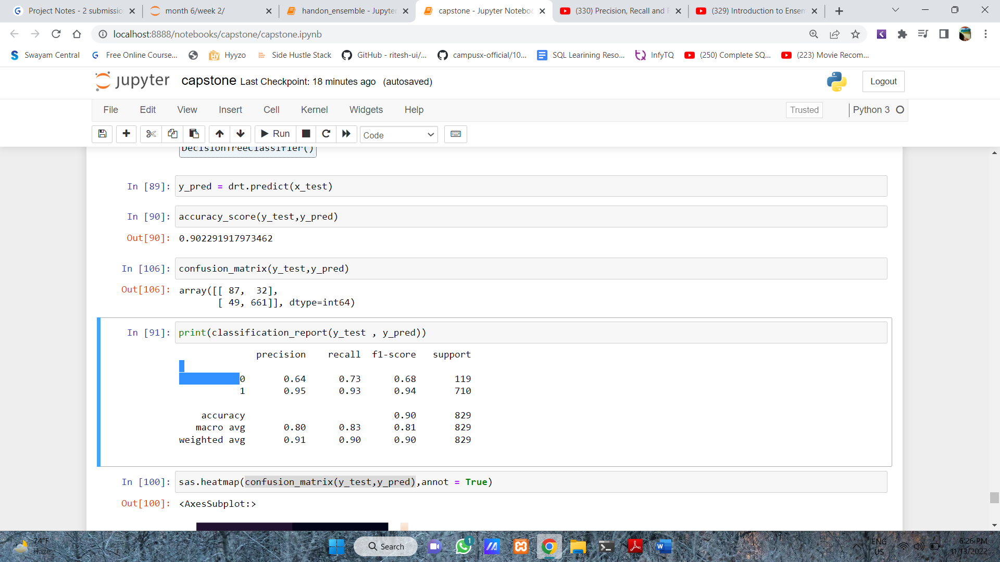 Project Notes - 2 submissio
month 6/week 2/
handon_ensemble - Jupyter
capstone - Jupyter Noteboo
(330) Precision, Recall and F
(329) Introduction to Ensem
localhost:8888/notebooks/capstone/capstone.ipynb
Swayam Central
Free Online Course...
Hyyzo
Side Hustle Stack
GitHub - ritesh-ui/...
campusx-official/10...
SQL Learining Reso...
InfyTQ
(250) Complete SQ...
(223) Movie Recom...
jupyter capstone Last Checkpoint: 18 minutes ago (autosaved)
Logout
File Edit View Insert Cell Kernel Widgets Help
Trusted
Python 3
Run
Code
DecisionTreeClassifier()
In [89]: y_pred = drt.predict(x_test)
In [90]: accuracy_score(y_test,y_pred)
Out[90]: 0.902291917973462
In [106]: confusion_matrix(y_test,y_pred)
Out[106]: array([[ 87,  32],
[ 49, 661]], dtype=int64)
In [91]: print(classification_report(y_test , y_pred))
precision recall f1-score support
0 0.64 0.73 0.68 119
1 0.95 0.93 0.94 710
accuracy 0.90 829
macro avg 0.80 0.83 0.81 829
weighted avg 0.91 0.90 0.90 829
In [100]: sas.heatmap(confusion_matrix(y_test,y_pred),annot = True)
Out[100]: <AxesSubplot:>
74°F
Haze
Search
1
ENG
US
6:26 PM
11/13/2022